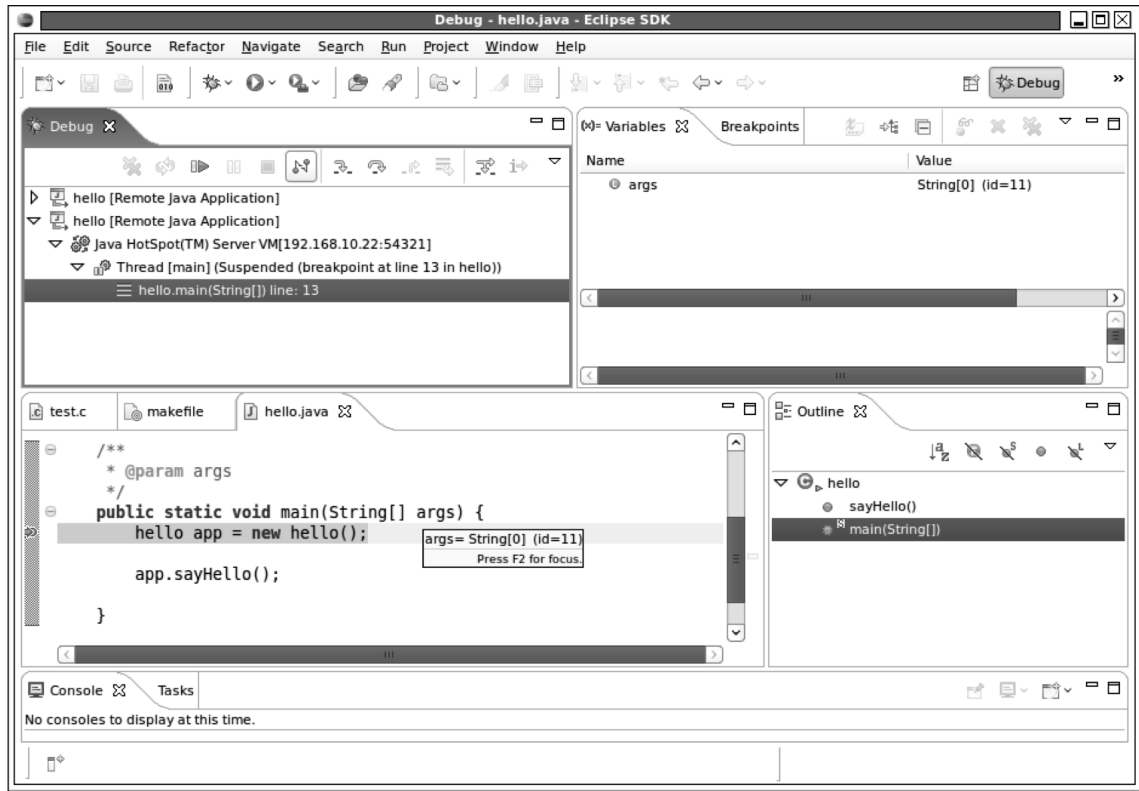 Debug - hello.java - Eclipse SDK
File Edit Source Refactor Navigate Search Run Project Window Help
010
Debug
»
Debug
hello [Remote Java Application]
hello [Remote Java Application]
Java HotSpot(TM) Server VM[192.168.10.22:54321]
Thread [main] (Suspended (breakpoint at line 13 in hello))
hello.main(String[]) line: 13
(x)= Variables Breakpoints
Name Value
args String[0] (id=11)
test.c makefile hello.java
/**
* @param args
*/
public static void main(String[] args) {
hello app = new hello();
args= String[0] (id=11)
Press F2 for focus.
app.sayHello();
}
Outline
hello
sayHello()
main(String[])
Console Tasks
No consoles to display at this time.